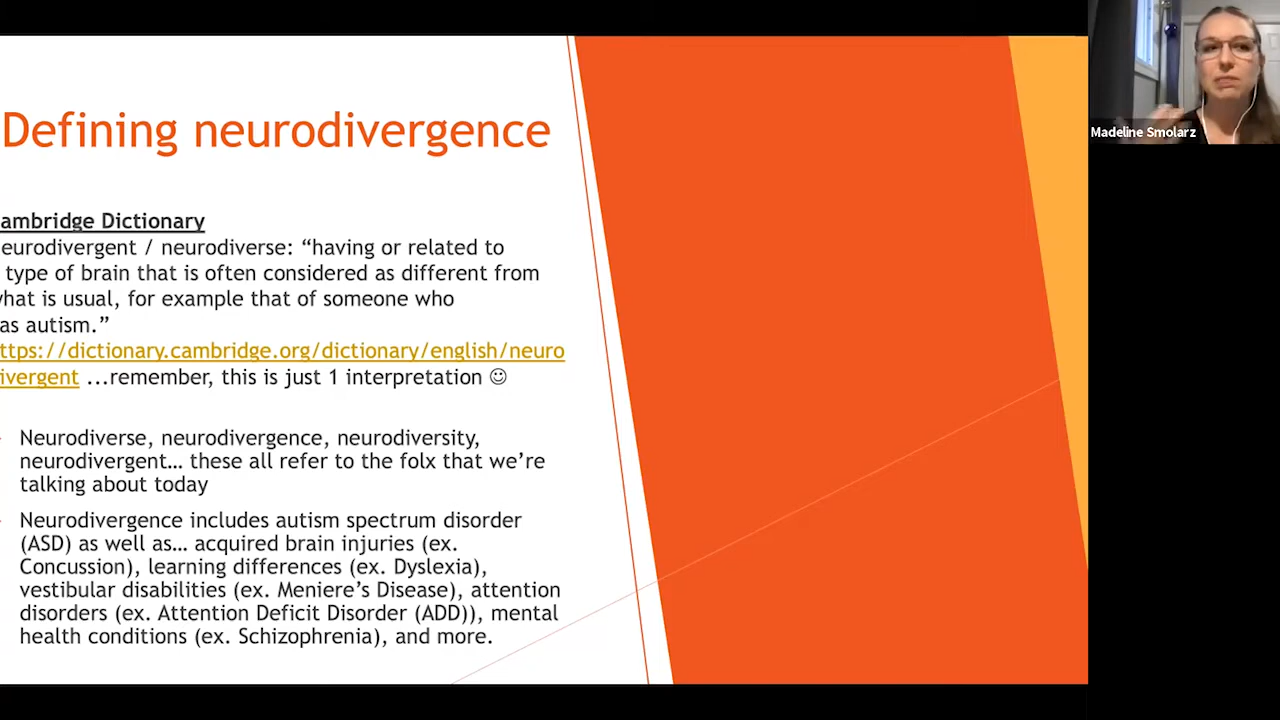 Defining neurodivergence
Madeline Smolarz
ambridge Dictionary
eurodivergent / neurodiverse: “having or related to
type of brain that is often considered as different from
what is usual, for example that of someone who
as autism.”
ttps://dictionary.cambridge.org/dictionary/english/neuro
ivergent ...remember, this is just 1 interpretation ☺
Neurodiverse, neurodivergence, neurodiversity,
neurodivergent… these all refer to the folx that we’re
talking about today
Neurodivergence includes autism spectrum disorder
(ASD) as well as… acquired brain injuries (ex.
Concussion), learning differences (ex. Dyslexia),
vestibular disabilities (ex. Meniere’s Disease), attention
disorders (ex. Attention Deficit Disorder (ADD)), mental
health conditions (ex. Schizophrenia), and more.